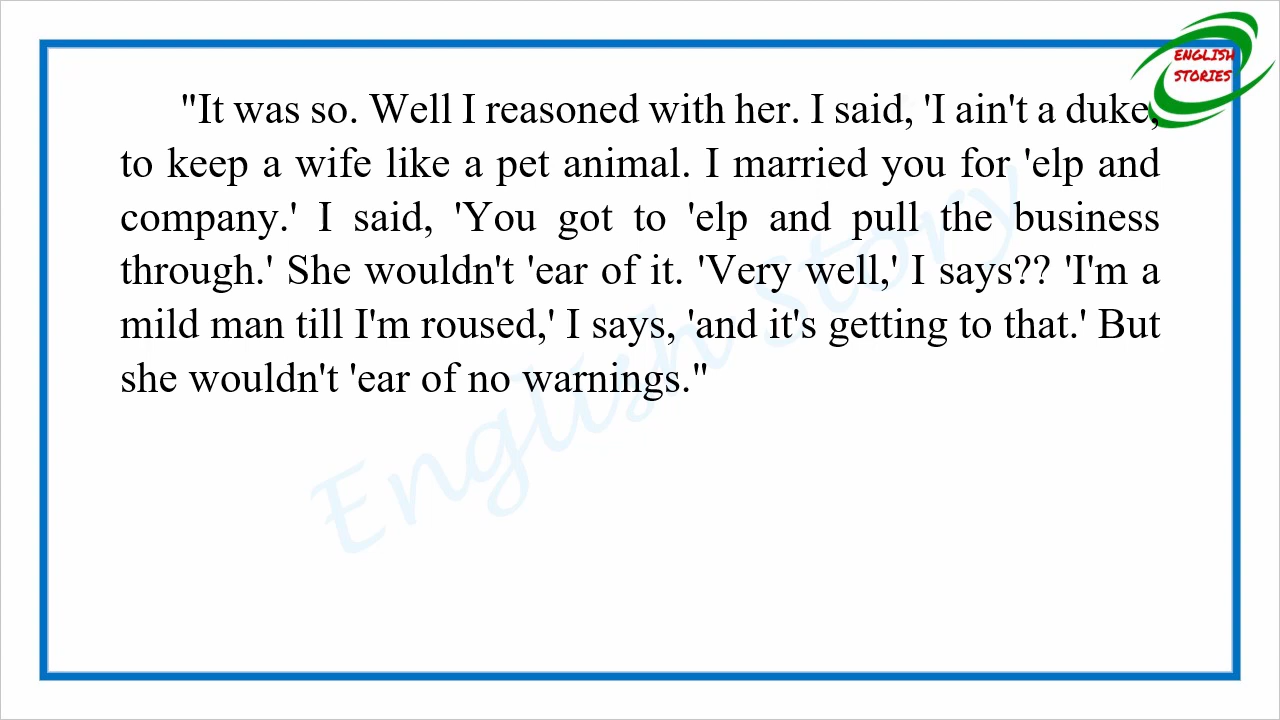 ENGLISH
STORIES
"It was so. Well I reasoned with her. I said, 'I ain't a duke,
to keep a wife like a pet animal. I married you for 'elp and
company.' I said, 'You got to 'elp and pull the business
through.' She wouldn't 'ear of it. 'Very well,' I says?? 'I'm a
mild man till I'm roused,' I says, 'and it's getting to that.' But
she wouldn't 'ear of no warnings."
English Story